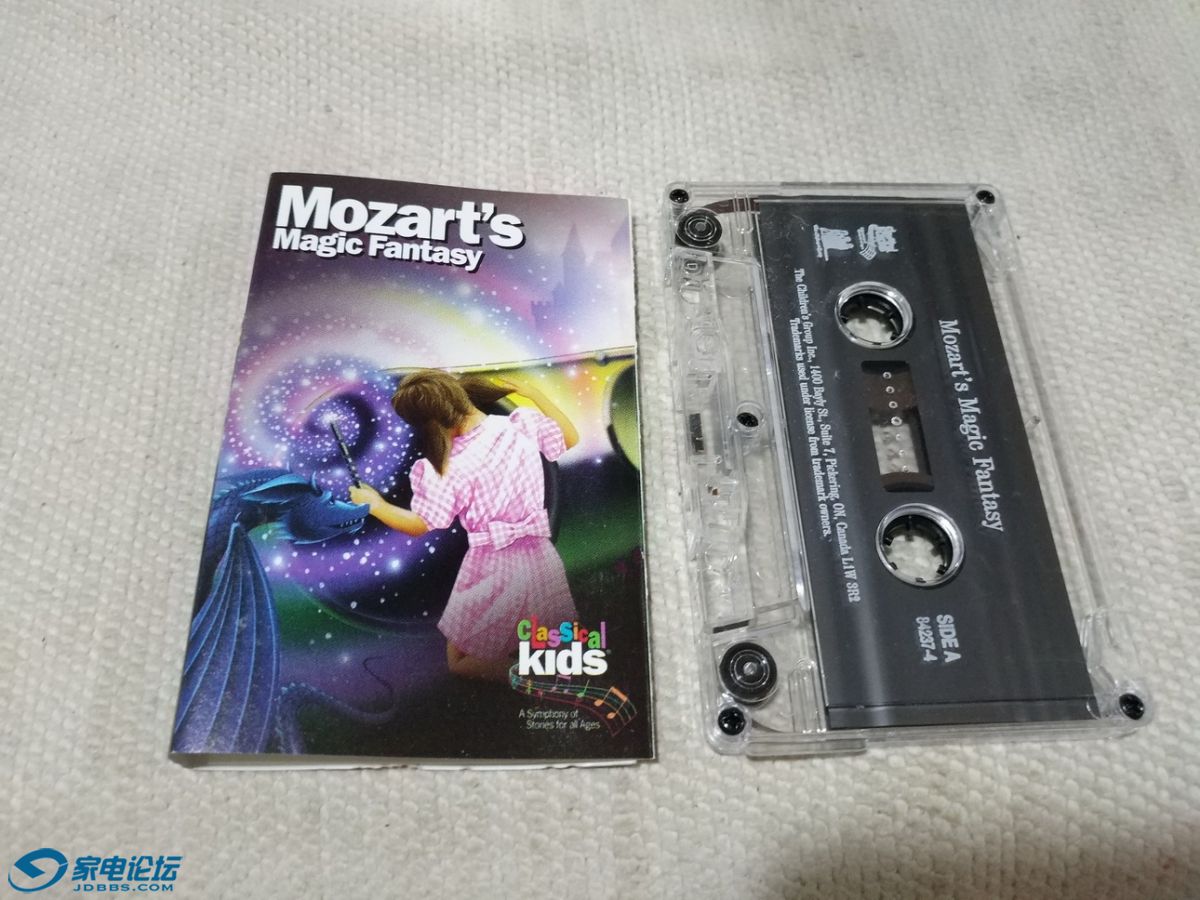 Mozart's
Magic Fantasy
Classical
kids
A Symphony of
Stories for all Ages
Mozart's Magic Fantasy
The Children's Group Inc., 1400 Bayly St., Suite 7, Pickering, ON, Canada L1W 3R2
Trademarks used under license from trademark owners.
SIDE A
84237-4
家电论坛
JDBBS.COM